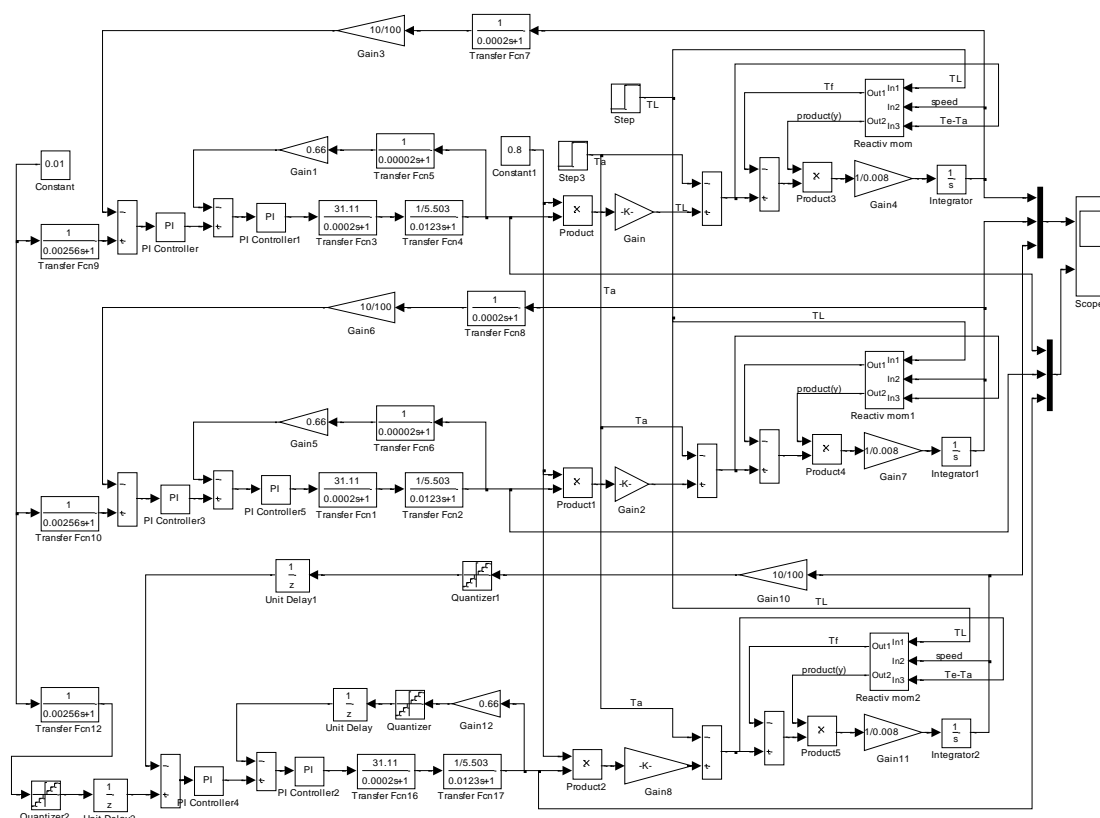 10/100
Gain3
1
0.0002s+1
Transfer Fcn7
TL
Step
TL
Tf
Out1
In1
speed
In2
product(y)
Out2
In3
Te-Ta
Reactiv mom
0.01
Constant
0.66
Gain1
1
0.00002s+1
Transfer Fcn5
0.8
Constant1
Step3
Ta
×
Product3
1/0.008
Gain4
1
s
Integrator
1
0.00256s+1
Transfer Fcn9
PI
PI Controller
PI
PI Controller1
31.11
0.0002s+1
Transfer Fcn3
1/5.503
0.0123s+1
Transfer Fcn4
×
Product
-K-
Gain
TL
Scope
10/100
Gain6
1
0.0002s+1
Transfer Fcn8
Ta
TL
Out1
In1
In2
product(y)
Out2
In3
Reactiv mom1
0.66
Gain5
1
0.00002s+1
Transfer Fcn6
Ta
×
Product4
1/0.008
Gain7
1
s
Integrator1
1
0.00256s+1
Transfer Fcn10
PI
PI Controller3
PI
PI Controller5
31.11
0.0002s+1
Transfer Fcn1
1/5.503
0.0123s+1
Transfer Fcn2
×
Product1
-K-
Gain2
1
z
Unit Delay1
Quantizer1
10/100
Gain10
TL
TL
Tf
Out1
In1
speed
In2
product(y)
Out2
In3
Te-Ta
Reactiv mom2
1
0.00256s+1
Transfer Fcn12
1
z
Unit Delay
Quantizer
0.66
Gain12
Ta
×
Product5
1/0.008
Gain11
1
s
Integrator2
Quantizer2
1
z
PI
PI Controller4
PI
PI Controller2
31.11
0.0002s+1
Transfer Fcn16
1/5.503
0.0123s+1
Transfer Fcn17
×
Product2
-K-
Gain8